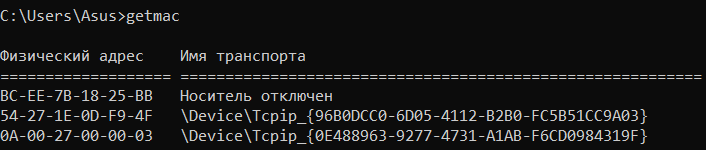 C:\Users\Asus>getmac
Физический адрес    Имя транспорта
=================== ==========================================================
BC-EE-7B-18-25-BB   Носитель отключен
54-27-1E-0D-F9-4F   \Device\Tcpip_{96B0DCC0-6D05-4112-B2B0-FC5B51CC9A03}
0A-00-27-00-00-03   \Device\Tcpip_{0E488963-9277-4731-A1AB-F6CD0984319F}